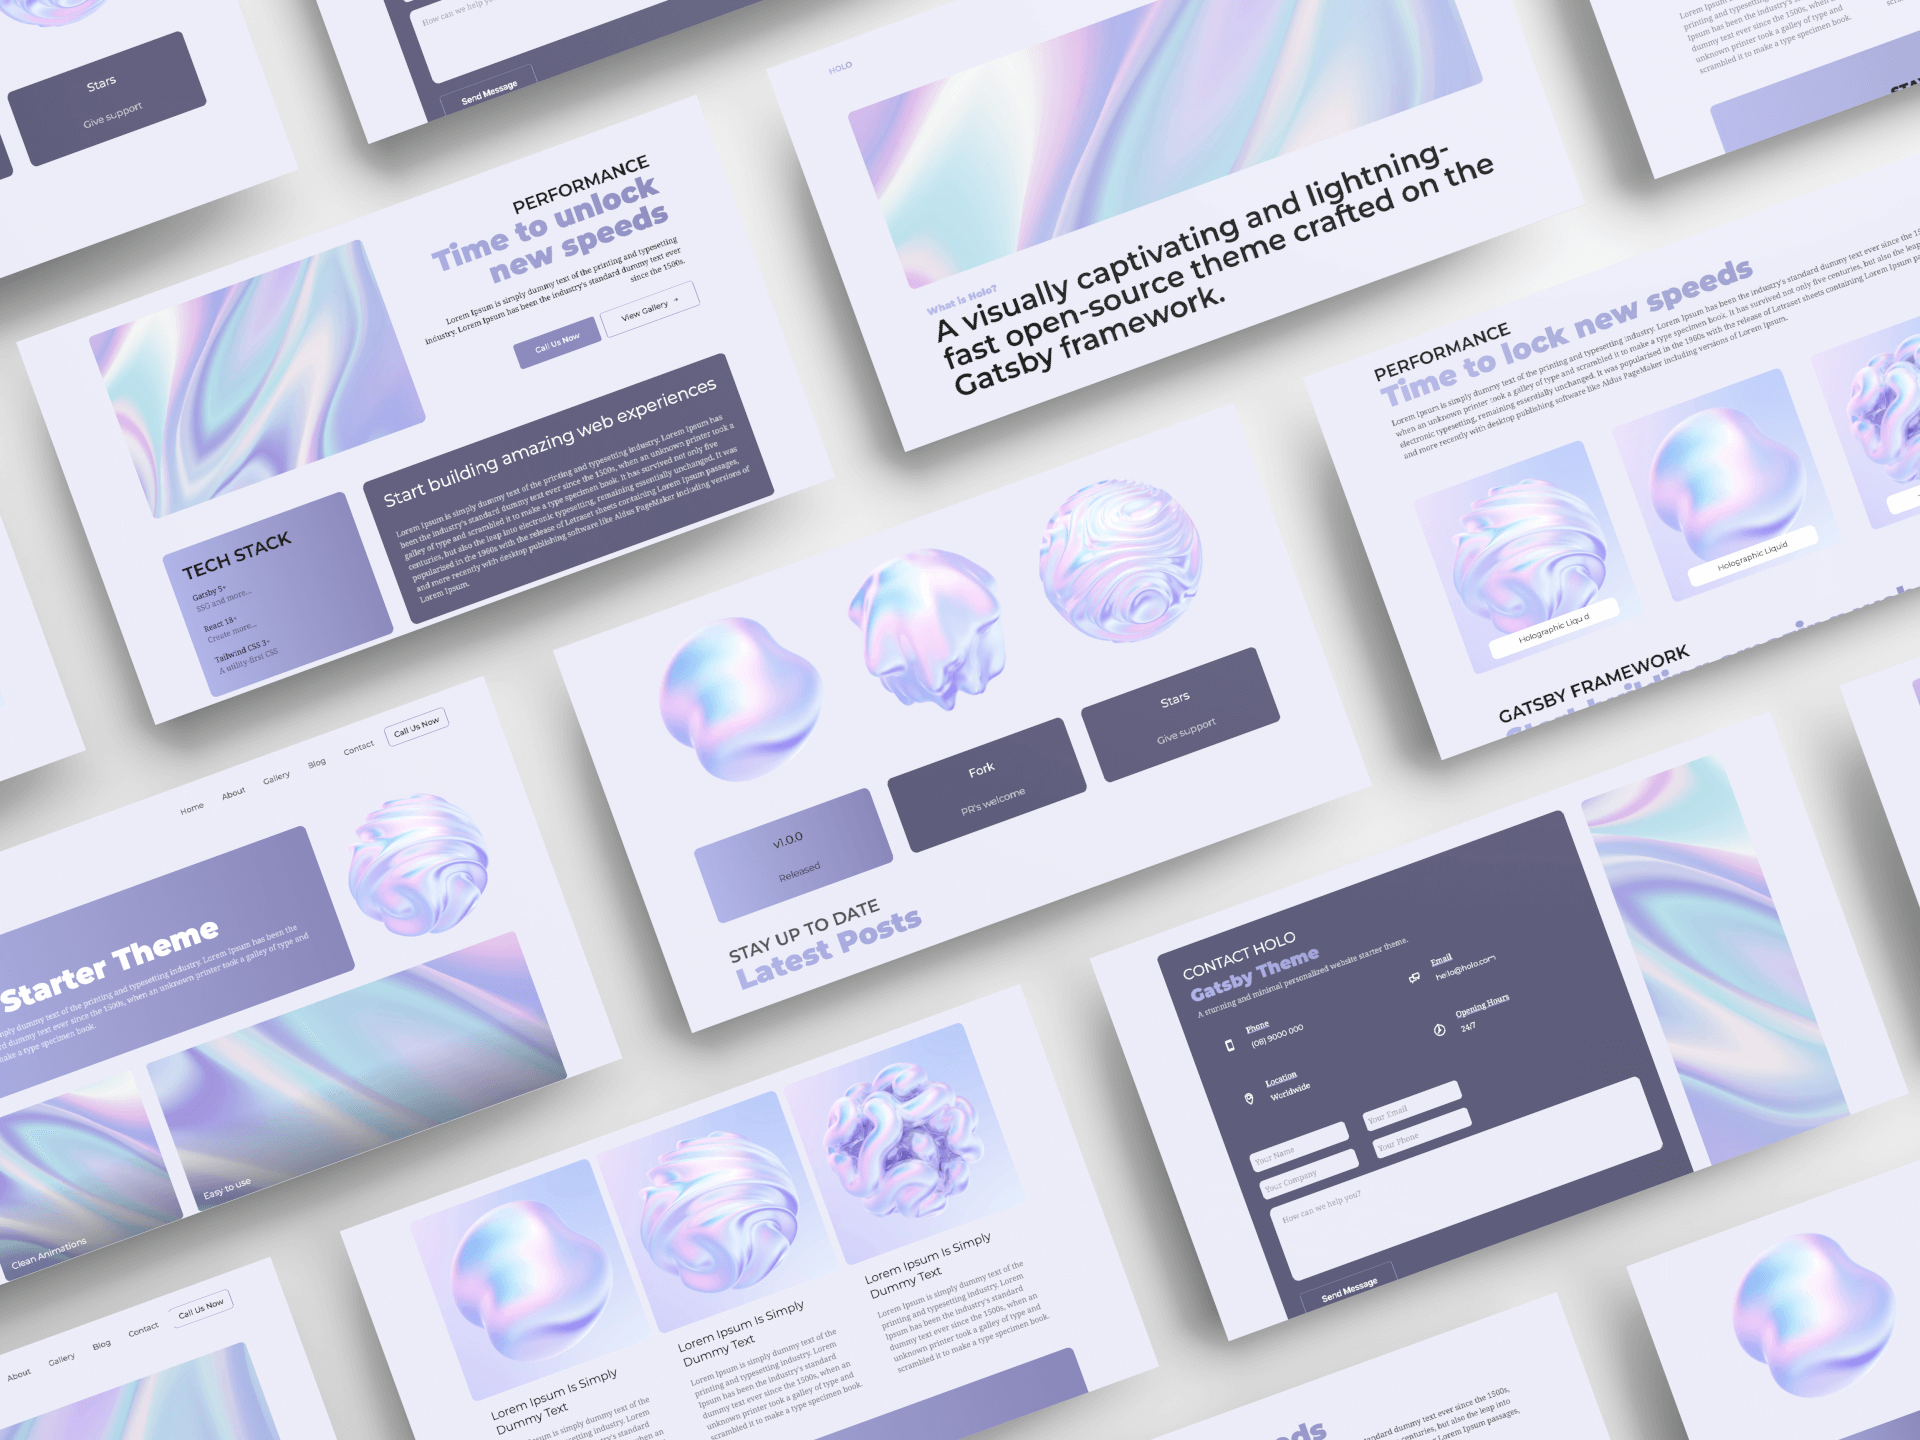 Stars
Give support
How can we help you?
Send Message
HOLO
What is Holo?
A visually captivating and lightning-
fast open-source theme crafted on the
Gatsby framework.
Lorem Ipsum
printing and typesetting
Ipsum has been the industry's
dummy text ever since the 1500s, when an
unknown printer took a galley of type and
scrambled it to make a type specimen book.
PERFORMANCE
Time to unlock
new speeds
Lorem Ipsum is simply dummy text of the printing and typesetting
industry. Lorem Ipsum has been the industry's standard dummy text ever
since the 1500s.
Call Us Now
View Gallery →
TECH STACK
Gatsby 5+
SSG and more...
React 18+
Create more...
Tailwind CSS 3+
A utility-first CSS
Start building amazing web experiences
Lorem Ipsum is simply dummy text of the printing and typesetting industry. Lorem Ipsum has
been the industry's standard dummy text ever since the 1500s, when an unknown printer took a
galley of type and scrambled it to make a type specimen book. It has survived not only five
centuries, but also the leap into electronic typesetting, remaining essentially unchanged. It was
popularised in the 1960s with the release of Letraset sheets containing Lorem Ipsum passages,
and more recently with desktop publishing software like Aldus PageMaker including versions of
Lorem Ipsum.
PERFORMANCE
Time to lock new speeds
Lorem Ipsum is simply dummy text of the printing and typesetting industry. Lorem Ipsum has been the industry's standard dummy text ever since the
when an unknown printer took a galley of type and scrambled it to make a type specimen book. It has survived not only five centuries, but also the leap
electronic typesetting, remaining essentially unchanged. It was popularised in the 1960s with the release of Letraset sheets containing Lorem Ipsum
and more recently with desktop publishing software like Aldus PageMaker including versions of Lorem Ipsum.
Holographic Liquid
Holographic Liquid
GATSBY FRAMEWORK
v1.0.0
Released
Fork
PR's welcome
Stars
Give support
STAY UP TO DATE
Latest Posts
Home
About
Gallery
Blog
Contact
Call Us Now
Starter Theme
dummy text of the printing and typesetting industry. Lorem Ipsum has been the
dummy text ever since the 1500s, when an unknown printer took a galley of type and
make a type specimen book.
Easy to use
Clean Animations
CONTACT HOLO
Gatsby Theme
A stunning and minimal personalized website starter theme.
Phone
(08) 9000 000
Email
hello@holo.com
Location
Worldwide
Opening Hours
24/7
Your Name
Your Email
Your Company
Your Phone
How can we help you?
Send Message
Lorem Ipsum Is Simply
Dummy Text
Lorem Ipsum is simply dummy text of the
printing and typesetting industry. Lorem
Ipsum has been the industry's standard
dummy text ever since the 1500s, when an
unknown printer took a galley of type and
scrambled it to make a type specimen book.
Lorem Ipsum Is Simply
Dummy Text
Lorem Ipsum is simply dummy text of the
printing and typesetting industry. Lorem
Ipsum has been the industry's standard
dummy text ever since the 1500s, when an
unknown printer took a galley of type and
scrambled it to make a type specimen book.
Lorem Ipsum Is Simply
Dummy Text
Ipsum is simply dummy text of the
and typesetting industry. Lorem
has been the industry's standard
since the 1500s, when an
About
Gallery
Blog
Contact
Call Us Now
dummy text ever since the 1500s,
centuries, but also the leap into
Lorem Ipsum passages,